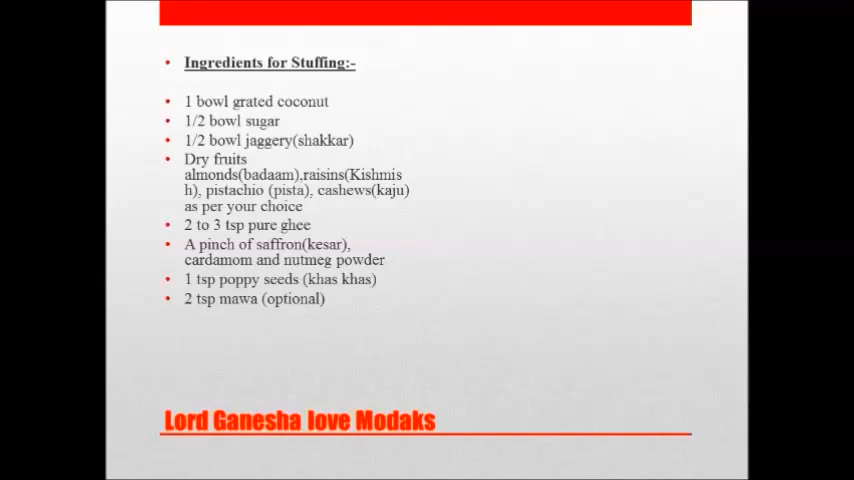 Ingredients for Stuffing:-
1 bowl grated coconut
1/2 bowl sugar
1/2 bowl jaggery(shakkar)
Dry fruits
almonds(badaam),raisins(Kishmis
h), pistachio (pista), cashews(kaju)
as per your choice
2 to 3 tsp pure ghee
A pinch of saffron(kesar),
cardamom and nutmeg powder
1 tsp poppy seeds (khas khas)
2 tsp mawa (optional)
Lord Ganesha love Modaks